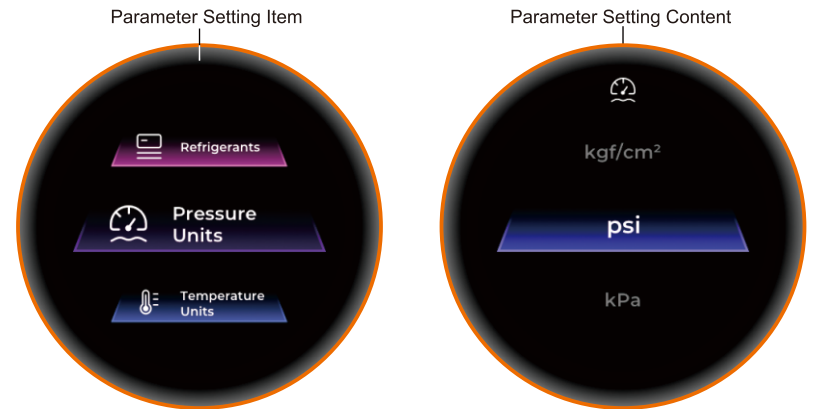 Parameter Setting Item
Parameter Setting Content
Refrigerants
Pressure
Units
Temperature
Units
kgf/cm²
psi
kPa